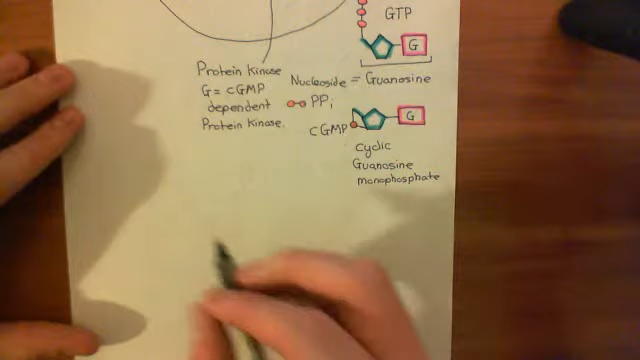 GTP
G
Protein kinase
G = cGMP
dependent
Protein kinase.
Nucleoside = Guanosine
PPi
G
cGMP
cyclic
Guanosine
monophosphate